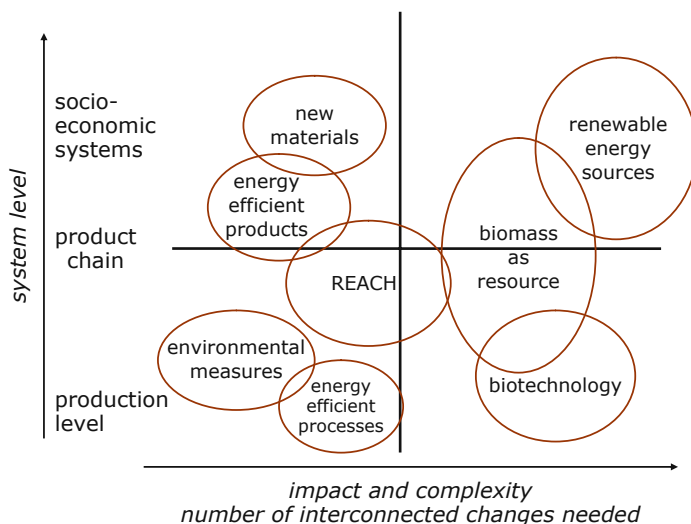 socio-
economic
systems
new
materials
renewable
energy
sources
energy
efficient
products
system level
product
chain
biomass
as
resource
REACH
environmental
measures
energy
efficient
processes
biotechnology
production
level
impact and complexity
number of interconnected changes needed